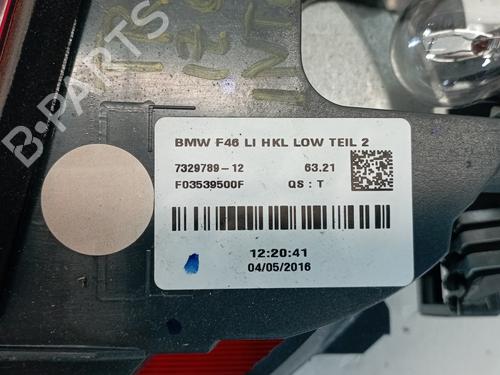 B-PARTS
BMW F46 LI HKL LOW TEIL 2
7329789-12 63.21
F03539500F QS : T
12:20:41
04/05/2016